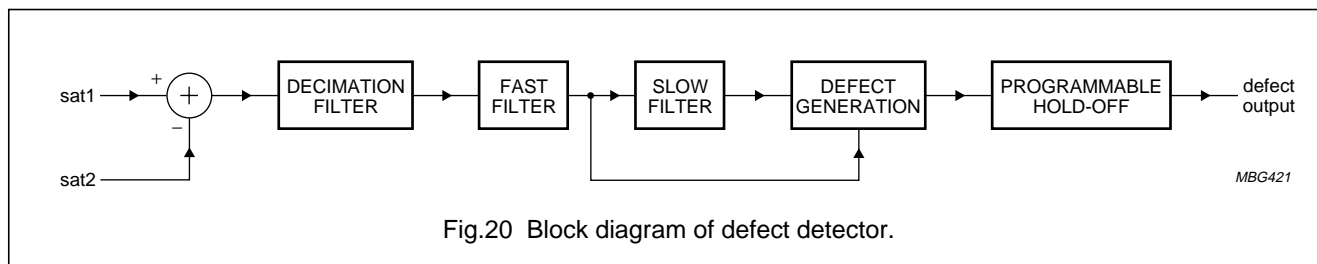 sat1
+
+
−
sat2
DECIMATION
FILTER
FAST
FILTER
SLOW
FILTER
DEFECT
GENERATION
PROGRAMMABLE
HOLD-OFF
defect
output
MBG421
Fig.20 Block diagram of defect detector.